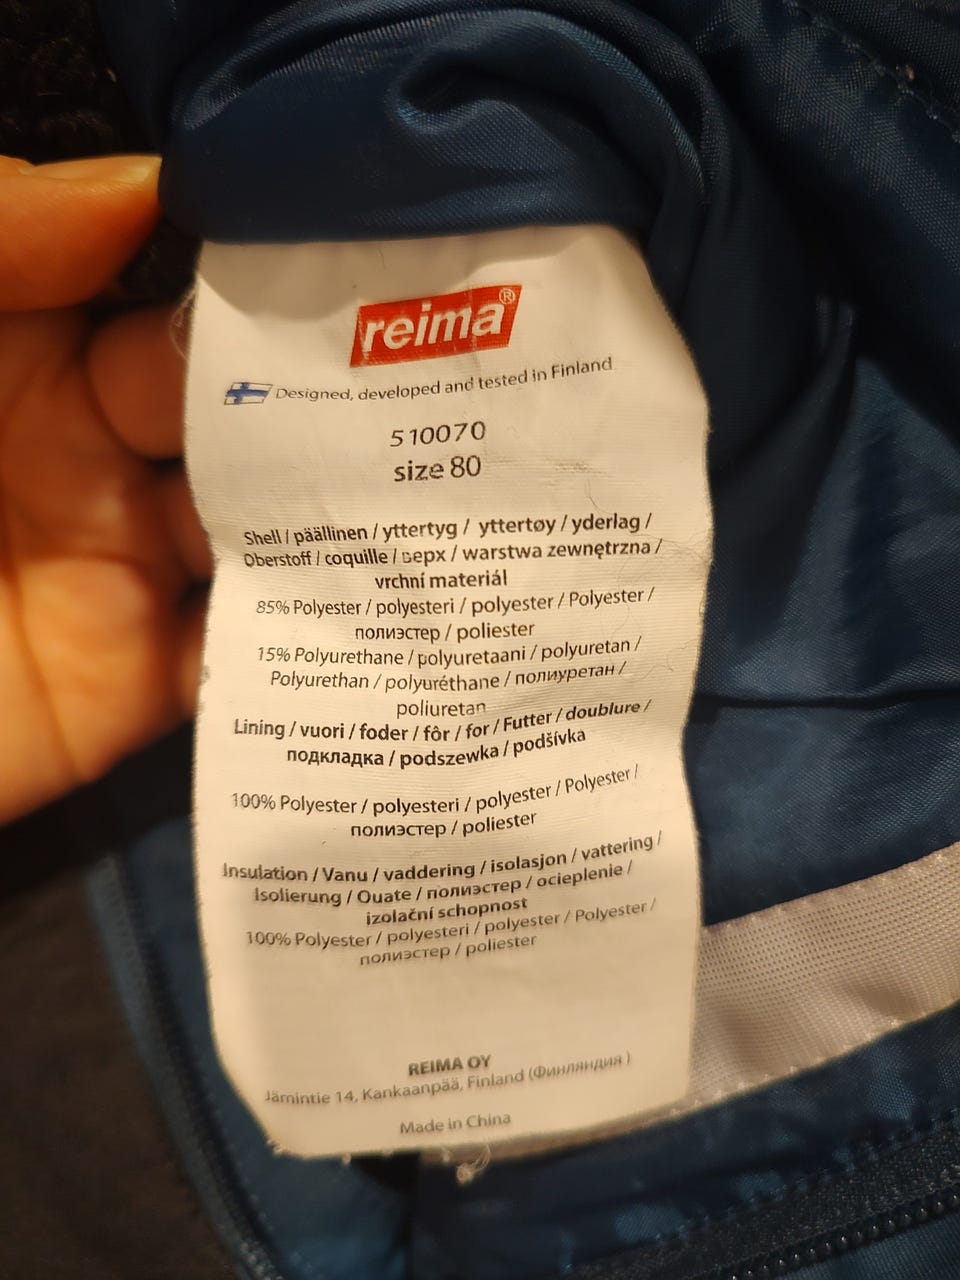 reima®
Designed, developed and tested in Finland
510070
size 80
Shell / päällinen / yttertyg / yttertøy / yderlag /
Oberstoff / coquille / верх / warstwa zewnętrzna /
vrchní materiál
85% Polyester / polyesteri / polyester / Polyester /
полиэстер / poliester
15% Polyurethane / polyuretaani / polyuretan /
Polyurethan / polyuréthane / полиуретан /
poliuretan
Lining / vuori / foder / fôr / for / Futter / doublure /
подкладка / podszewka / podšívka
100% Polyester / polyesteri / polyester / Polyester /
полиэстер / poliester
Insulation / Vanu / vaddering / isolasjon / vattering /
Isolierung / Ouate / полиэстер / ocieplenie /
izolační schopnost
100% Polyester / polyesteri / polyester / Polyester /
полиэстер / poliester
REIMA OY
Jämintie 14, Kankaanpää, Finland (Финляндия )
Made in China